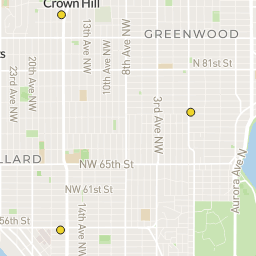 Crown Hill
GREENWOOD
13th Ave NW
8th Ave NW
20th Ave NW
10th Ave NW
23rd Ave NW
N 81st St
3rd Ave NW
LLARD
NW 65th St
Aurora Ave N
NW 61st St
56th St
14th Ave NW